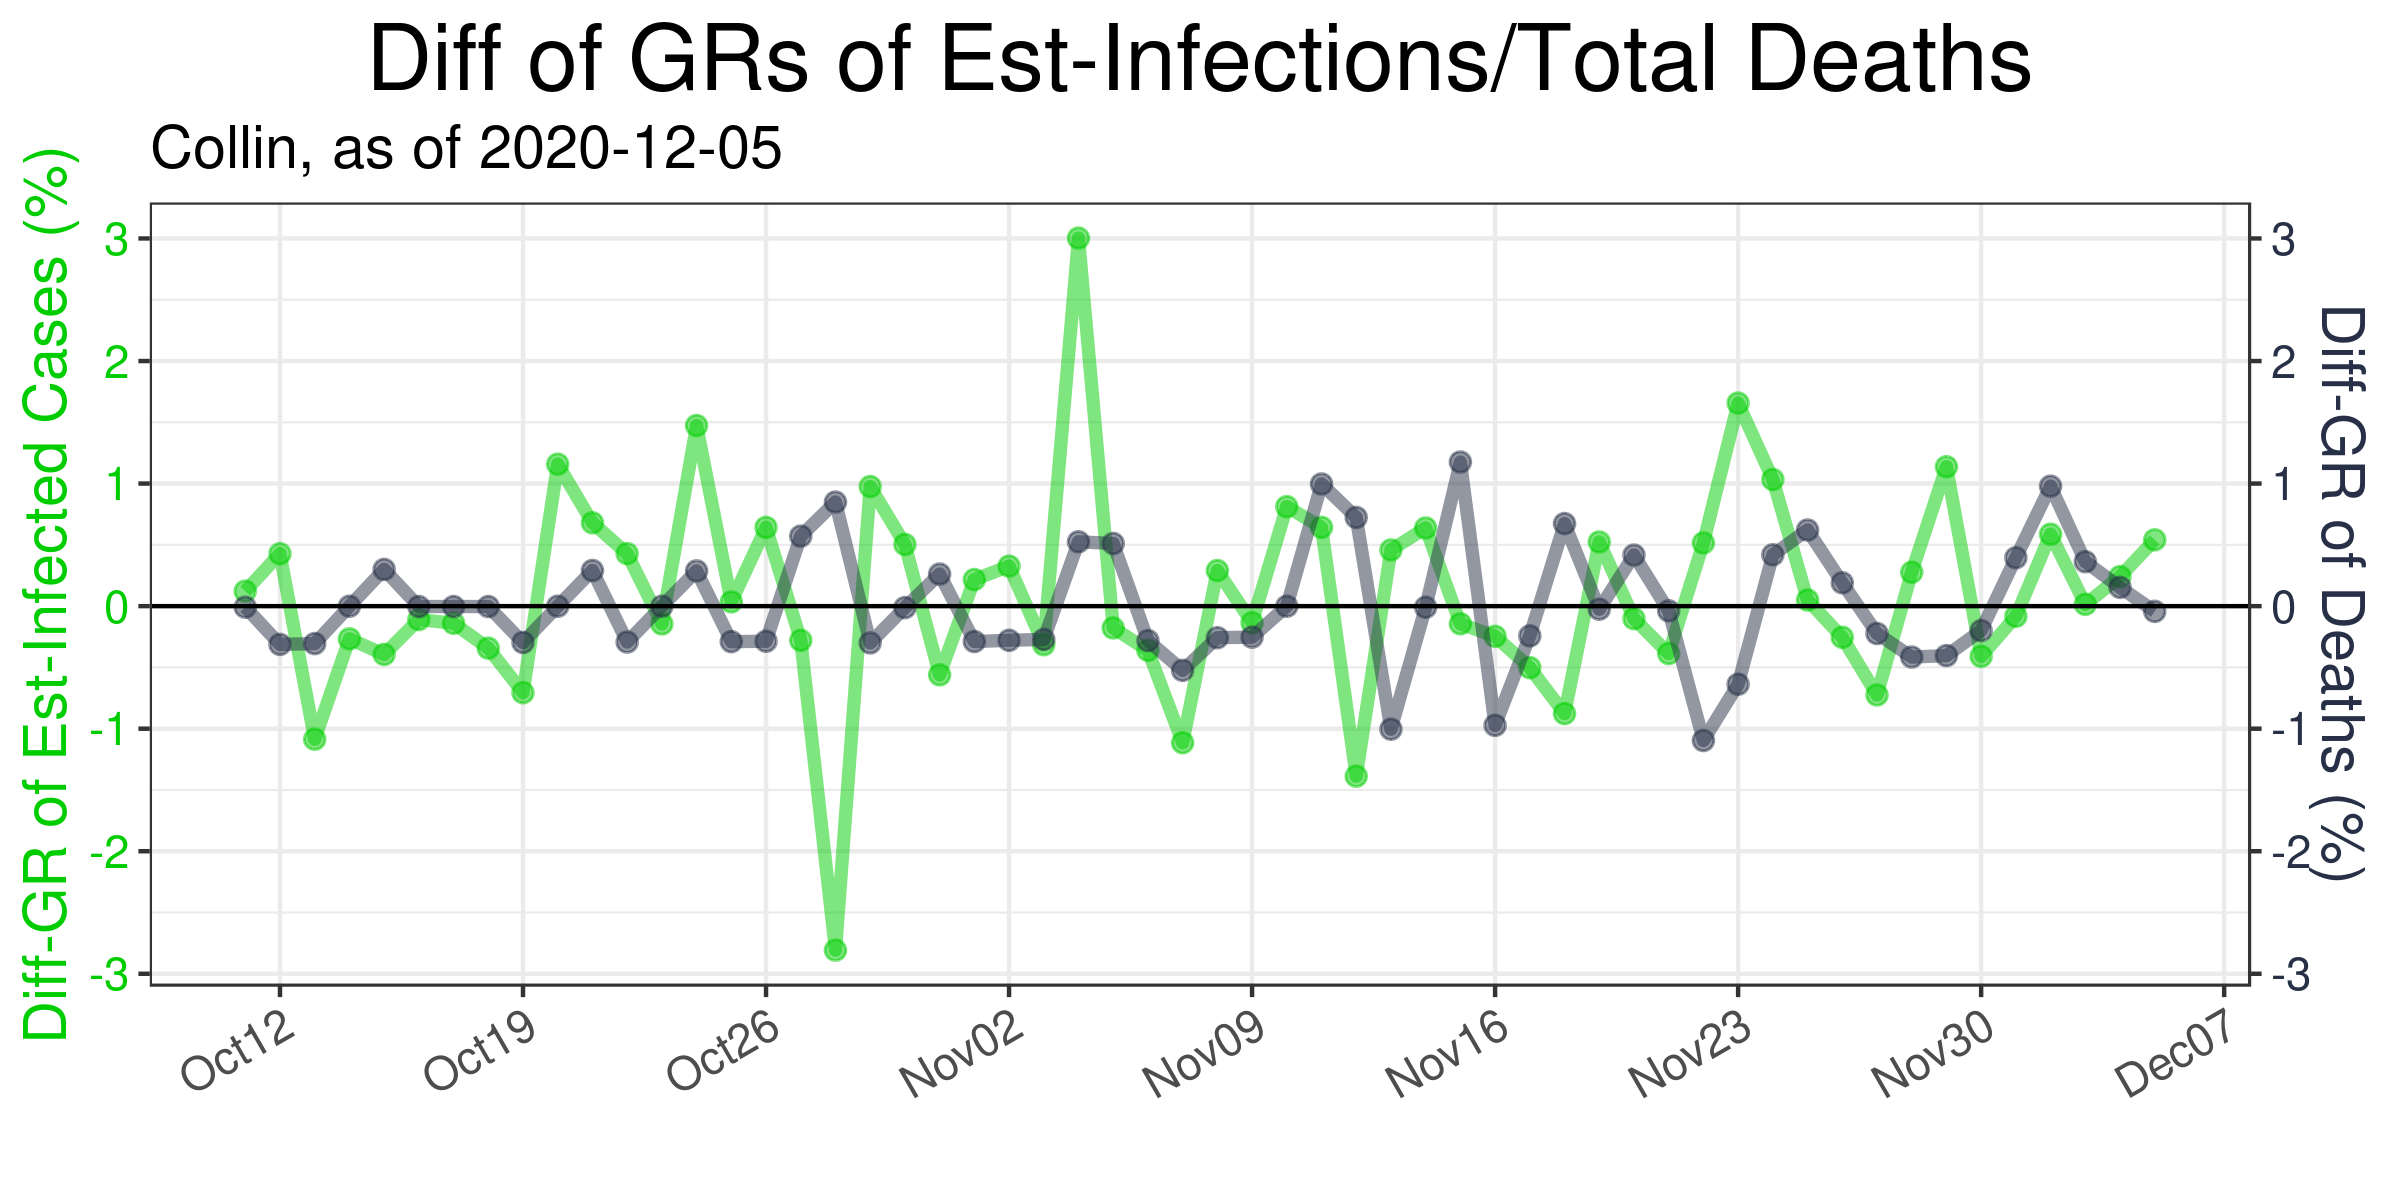 Diff of GRs of Est-Infections/Total Deaths
Collin, as of 2020-12-05
Diff-GR of Est-Infected Cases (%)
3
2
1
0
-1
-2
-3
3
2
1
0
-1
-2
-3
Diff-GR of Deaths (%)
Oct12
Oct19
Oct26
Nov02
Nov09
Nov16
Nov23
Nov30
Dec07